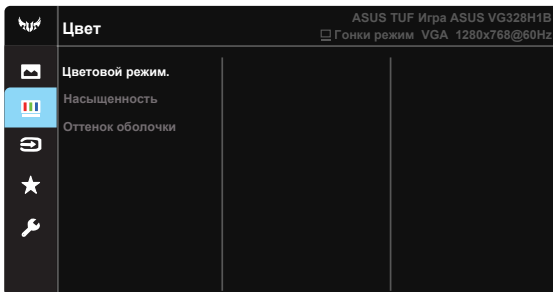 Цвет
ASUS TUF Игра ASUS VG328H1B
Гонки режим VGA 1280x768@60Hz
Цветовой режим.
Насыщенность
Оттенок оболочки